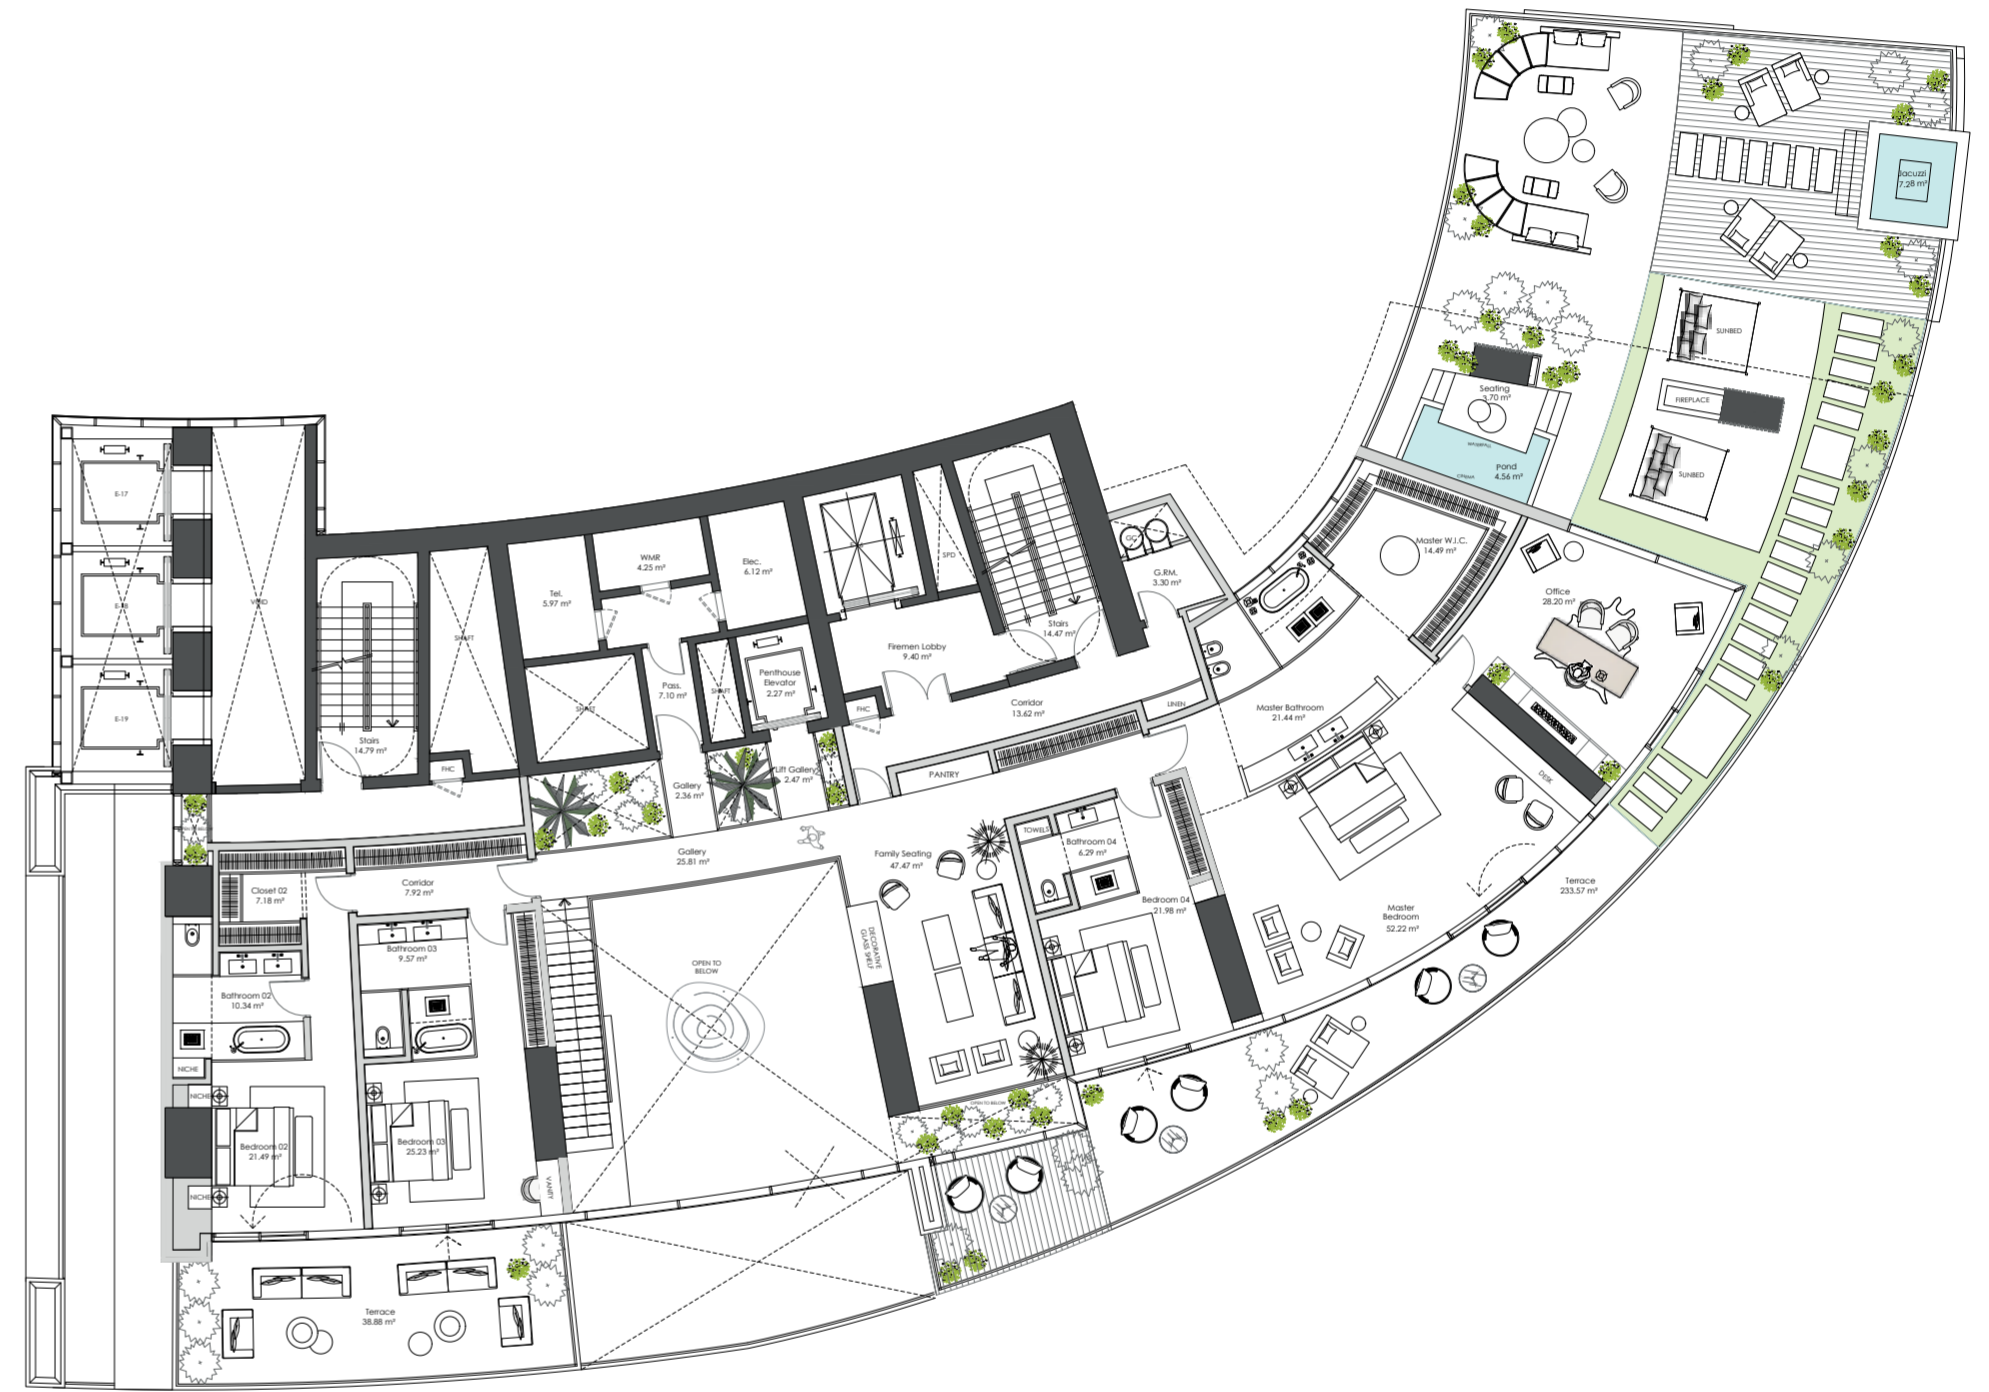 Jacuzzi
7.28 m²
SUNBED
Seating
3.70 m²
FIREPLACE
Pond
4.56 m²
SUNBED
E-17
E-18
E-19
VOID
Stairs
14.79 m²
SHAFT
FHC
Tel.
5.97 m²
WMR
4.25 m²
Elec.
6.12 m²
SHAFT
Pass.
7.10 m²
SHAFT
Penthouse
Elevator
2.27 m²
SPD
Firemen Lobby
9.40 m²
FHC
Stairs
14.47 m²
GC
G.RM.
3.30 m²
Corridor
13.62 m²
LINEN
PANTRY
Master W.I.C.
14.49 m²
Office
28.20 m²
Master Bathroom
21.44 m²
DESK
Gallery
2.36 m²
Lift Gallery
2.47 m²
Gallery
25.81 m²
Family Seating
47.47 m²
TOWELS
Bathroom 04
6.29 m²
Bedroom 04
21.98 m²
Master
Bedroom
52.22 m²
Terrace
233.57 m²
Closet 02
7.18 m²
Corridor
7.92 m²
Bathroom 03
9.57 m²
OPEN TO
BELOW
DECORATIVE
GLASS SHELF
Bathroom 02
10.34 m²
NICHE
NICHE
Bedroom 02
21.49 m²
NICHE
Bedroom 03
25.23 m²
VANITY
OPEN TO BELOW
Terrace
38.88 m²